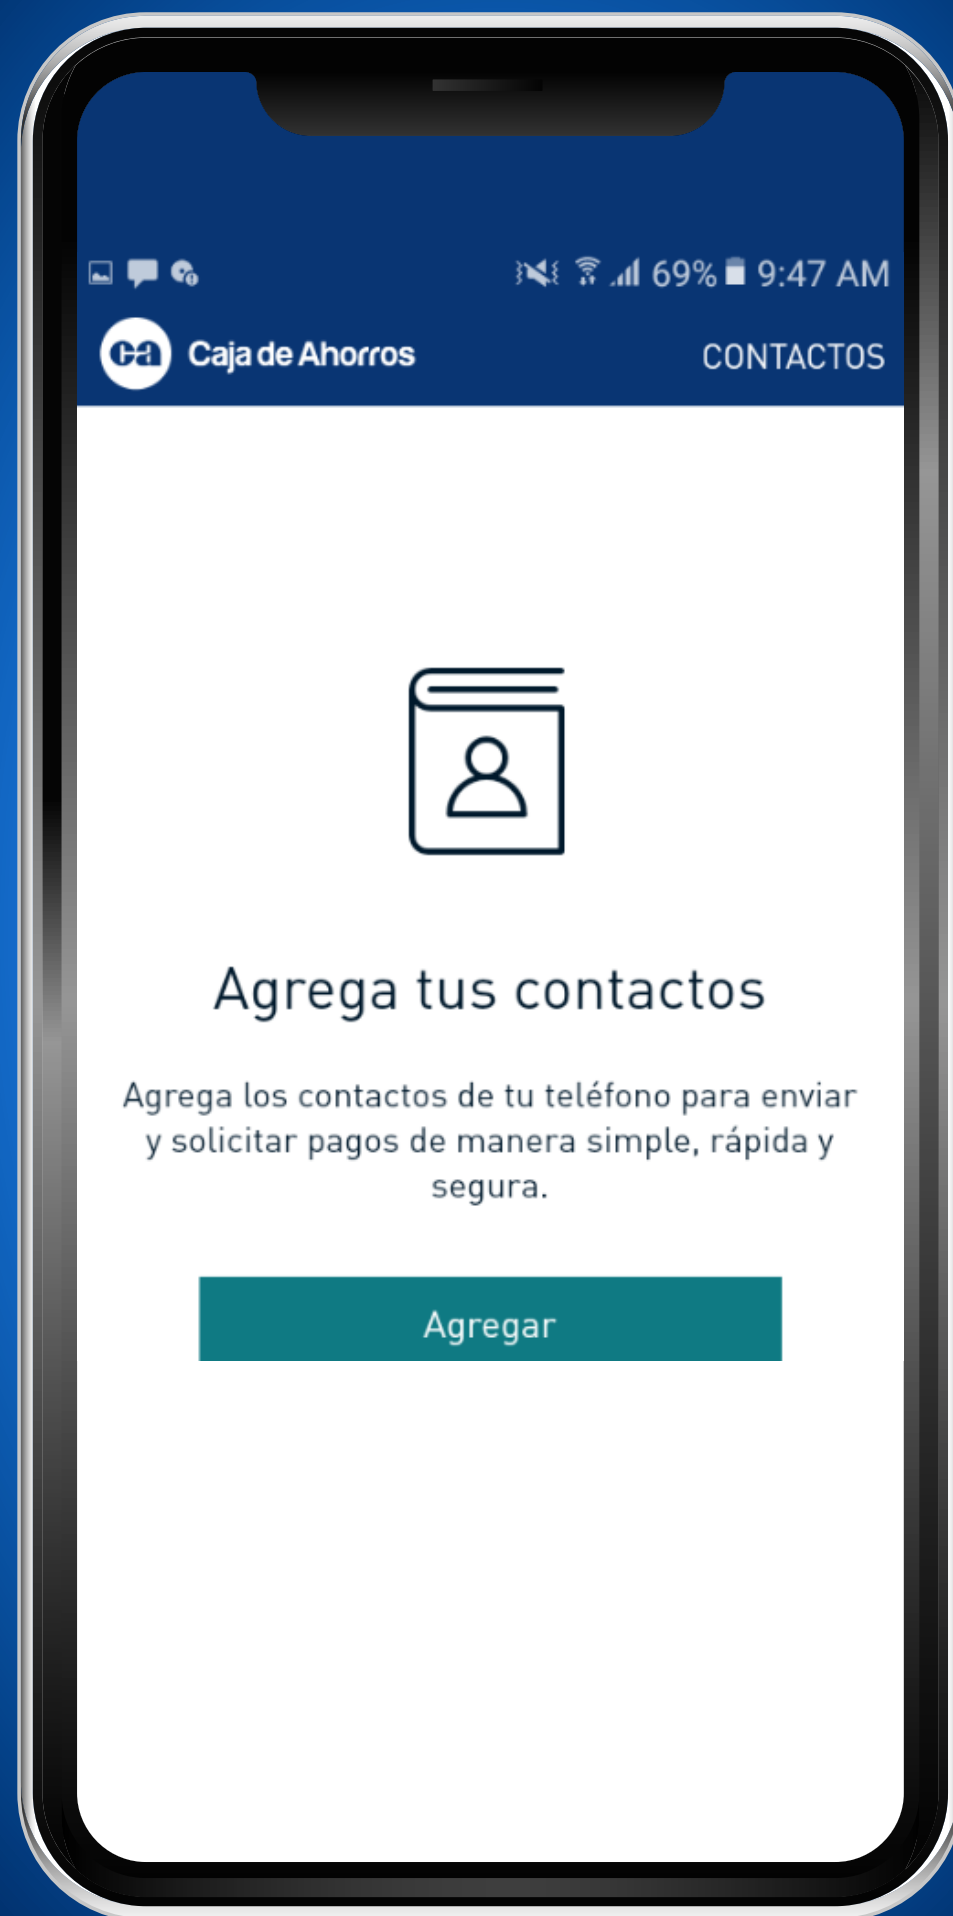 69% 9:47 AM
ca Caja de Ahorros CONTACTOS
Agrega tus contactos
Agrega los contactos de tu teléfono para enviar
y solicitar pagos de manera simple, rápida y
segura.
Agregar